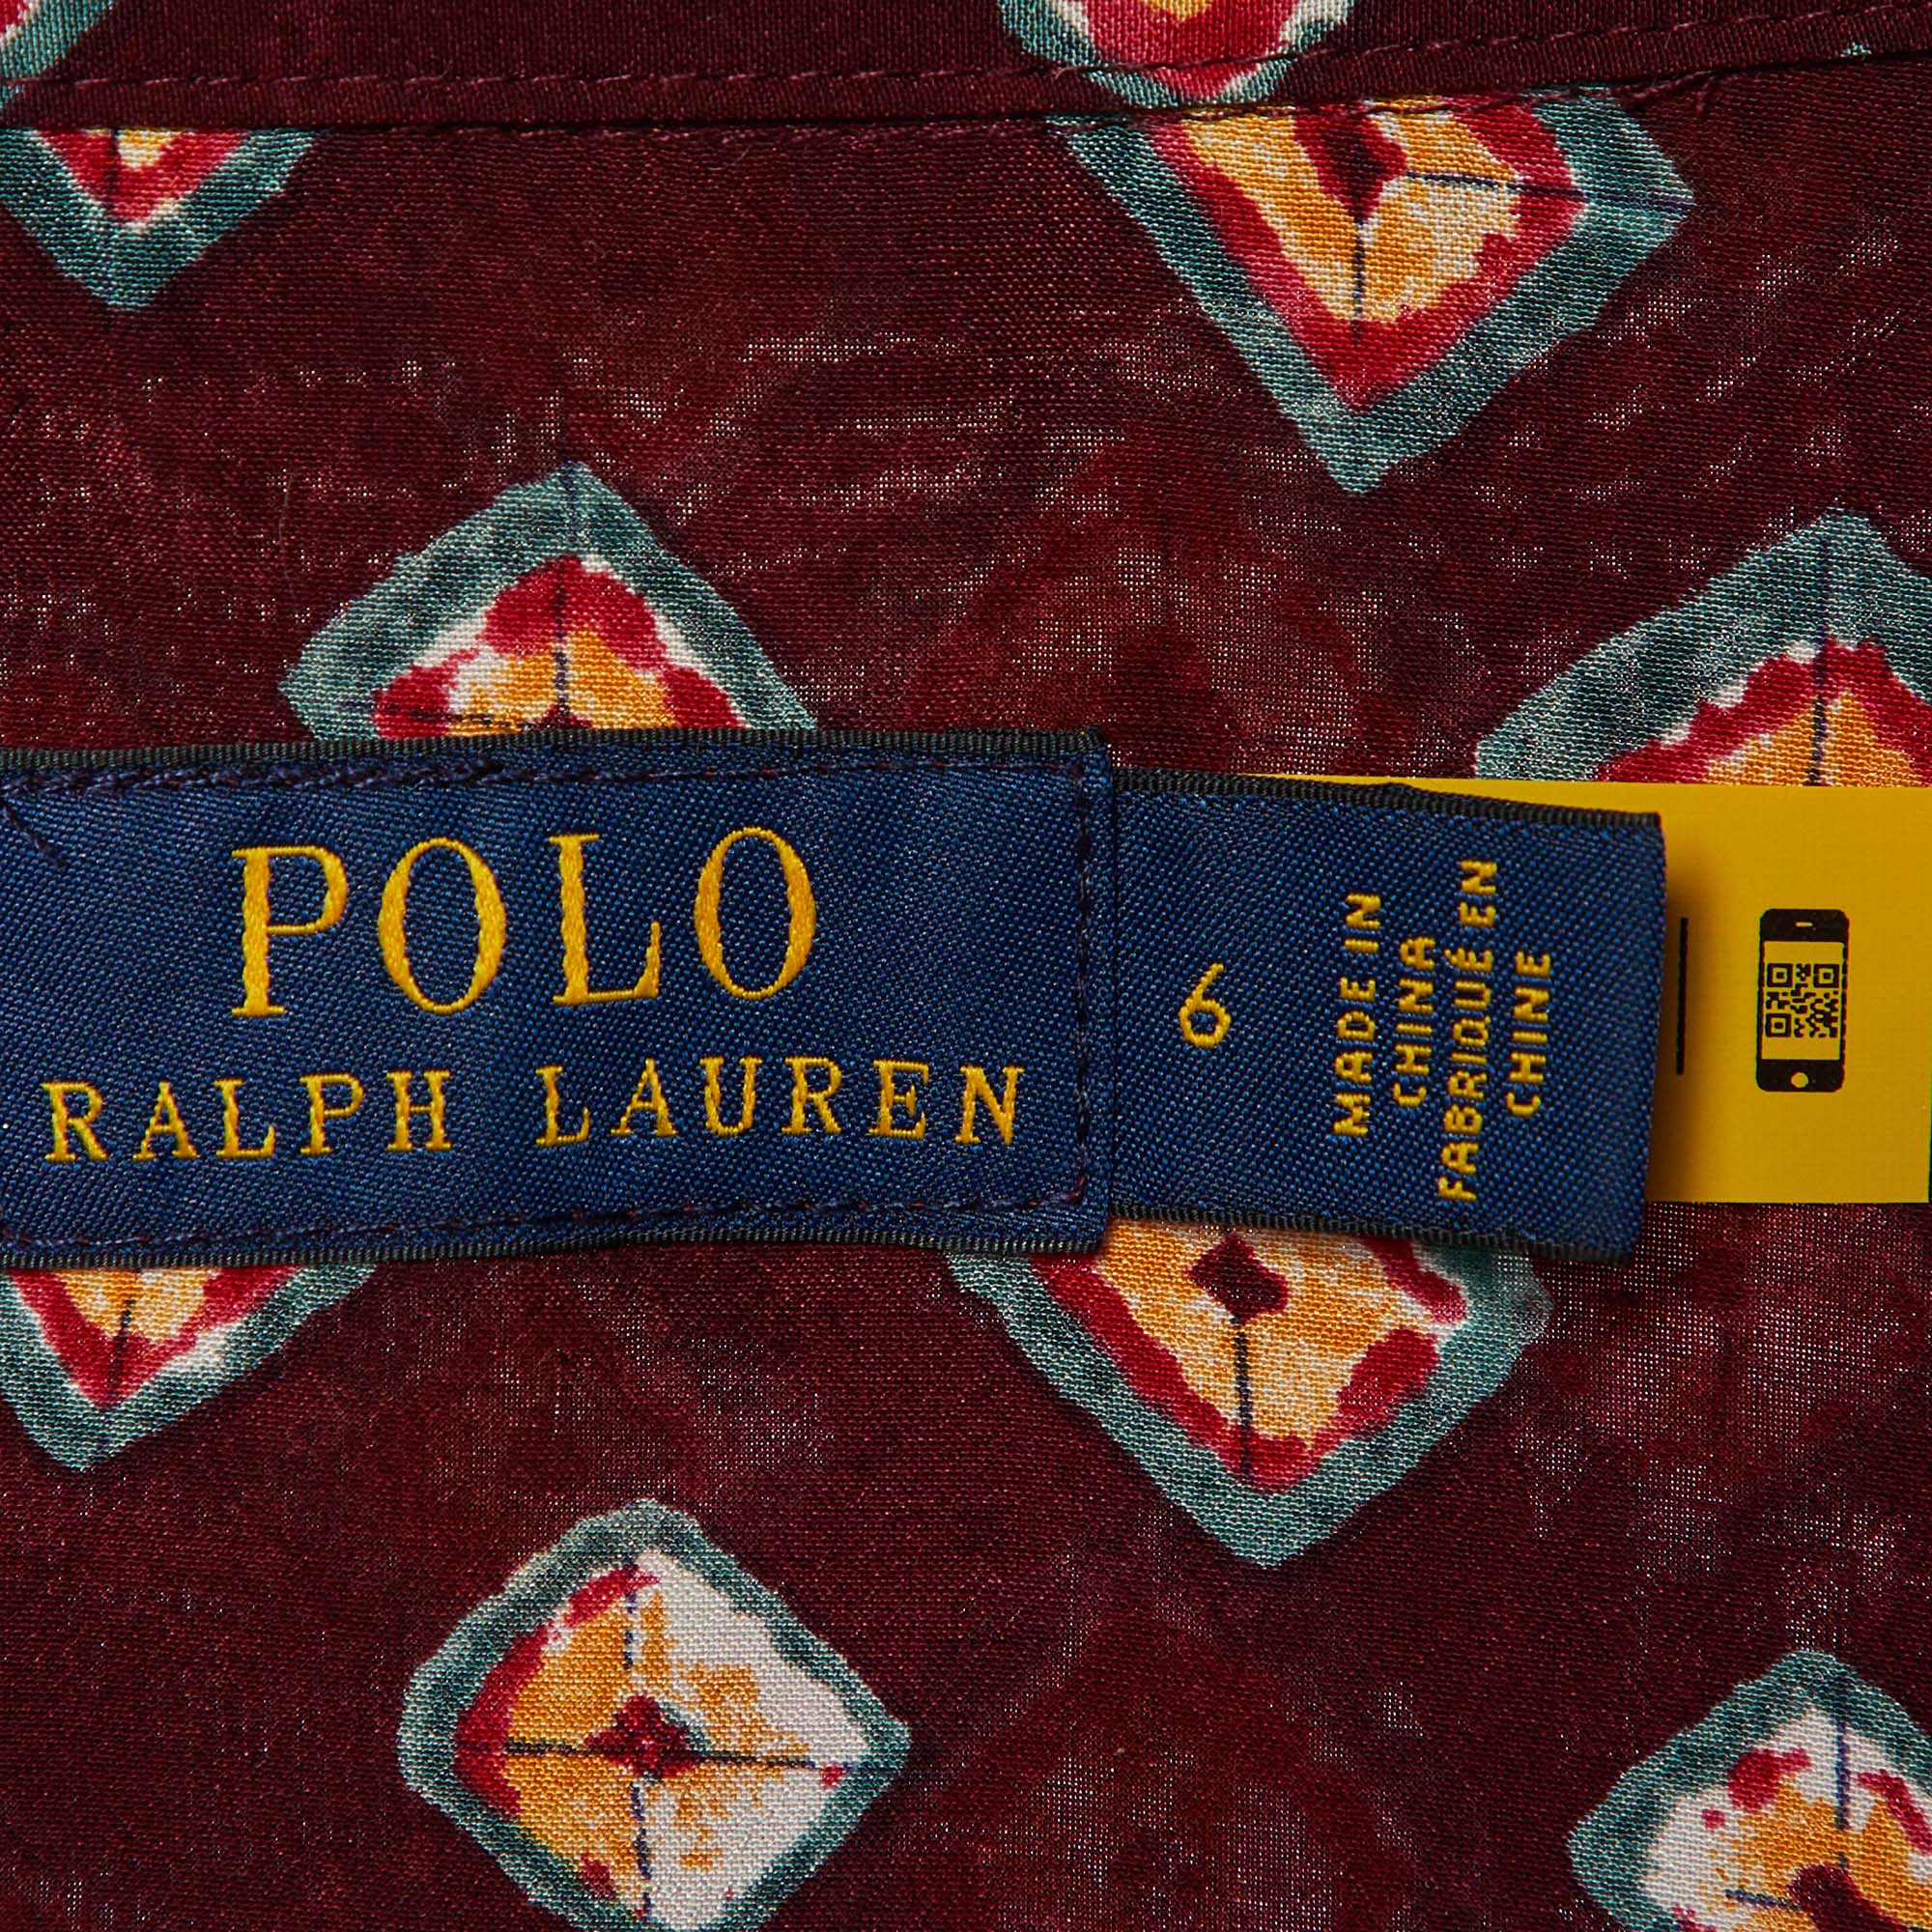 POLO
RALPH LAUREN
6
MADE IN
CHINA
FABRIQUÉ EN
CHINE